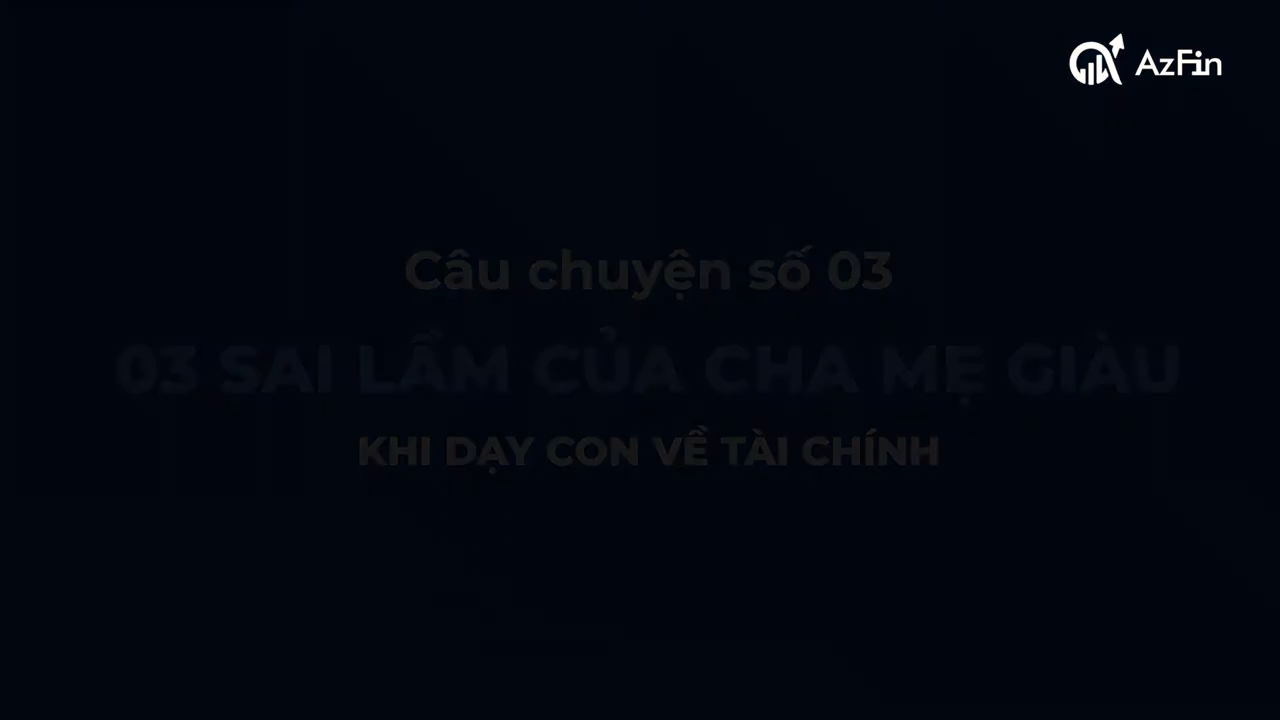 AzFin
Câu chuyện số 03
03 SAI LẦM CỦA CHA MẸ GIÀU
KHI DẠY CON VỀ TÀI CHÍNH